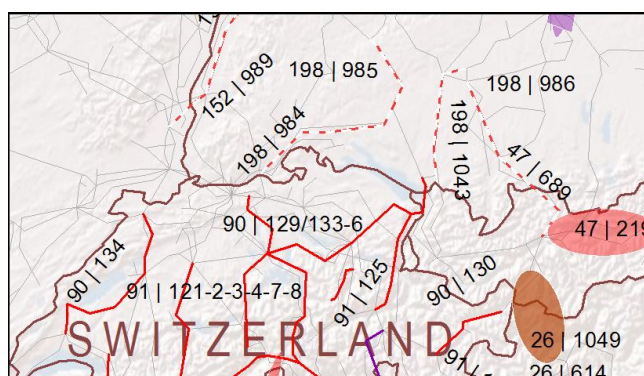 198 | 985
198 | 986
152 | 989
198 | 984
198 | 1043
47 | 689
90 | 129/133-6
47 | 219
90 | 134
91 | 121-2-3-4-7-8
91 | 125
90 | 130
SWITZERLAND
26 | 1049
26 | 614